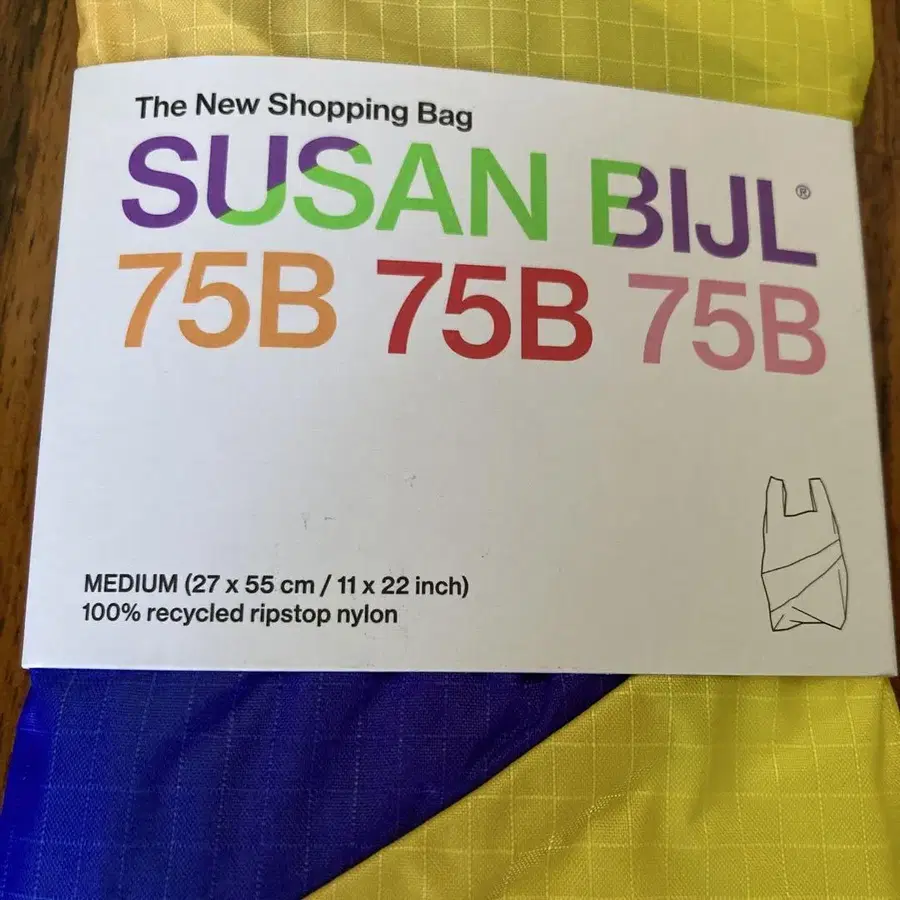 The New Shopping Bag
SUSAN BIJL®
75B 75B 75B
MEDIUM (27 x 55 cm / 11 x 22 inch)
100% recycled ripstop nylon